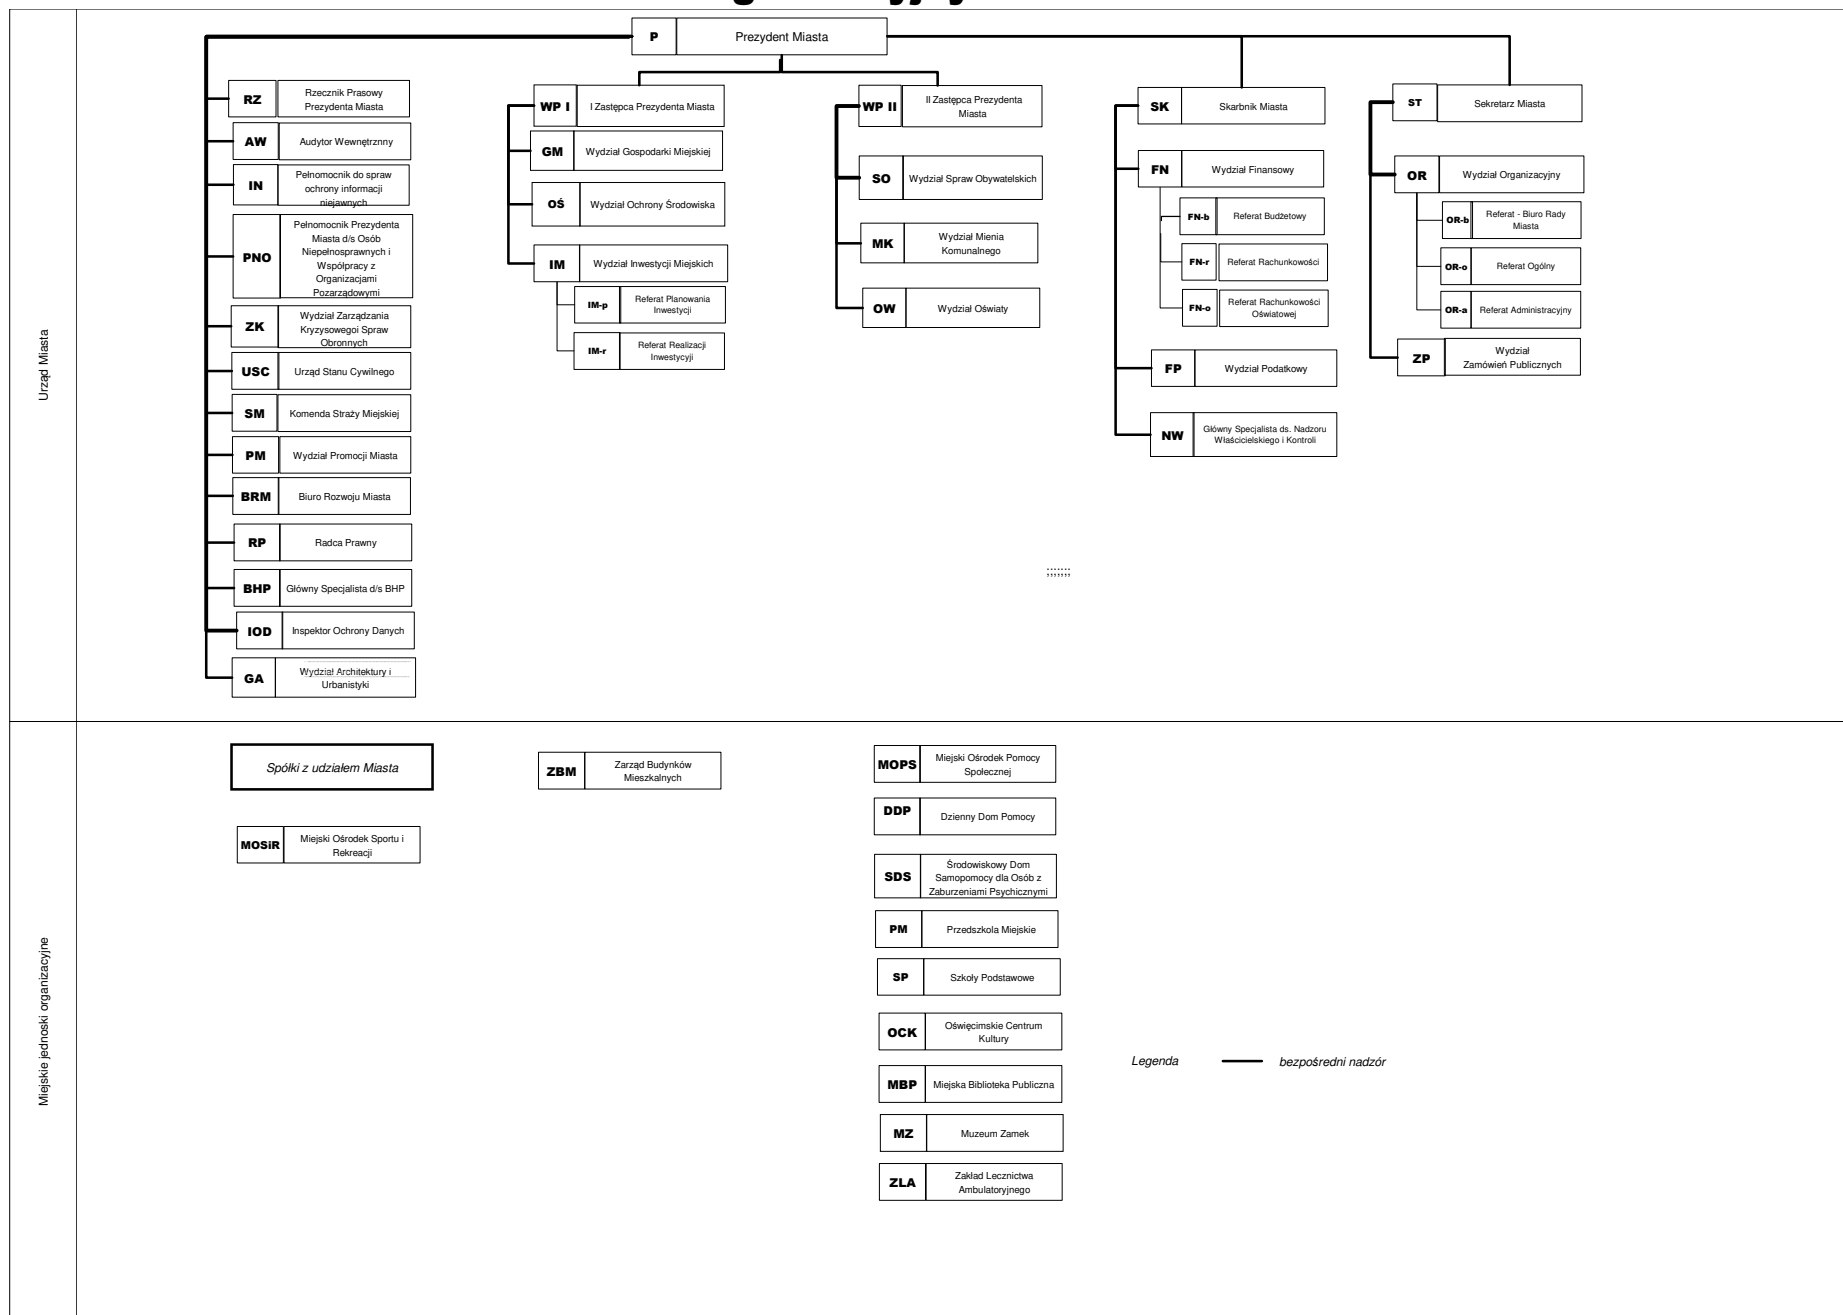 P
Prezydent Miasta
Urząd Miasta
RZ
Rzecznik Prasowy
Prezydenta Miasta
AW
Audytor Wewnętrznny
IN
Pełnomocnik do spraw
ochrony informacji
niejawnych
PNO
Pełnomocnik Prezydenta
Miasta d/s Osób
Niepełnosprawnych i
Współpracy z
Organizacjami
Pozarządowymi
ZK
Wydział Zarządzania
Kryzysowegoi Spraw
Obronnych
USC
Urząd Stanu Cywilnego
SM
Komenda Straży Miejskiej
PM
Wydział Promocji Miasta
BRM
Biuro Rozwoju Miasta
RP
Radca Prawny
BHP
Główny Specjalista d/s BHP
IOD
Inspektor Ochrony Danych
GA
Wydział Architektury i
Urbanistyki
WP I
I Zastępca Prezydenta Miasta
GM
Wydział Gospodarki Miejskiej
OŚ
Wydział Ochrony Środowiska
IM
Wydział Inwestycji Miejskich
IM-p
Referat Planowania
Inwestycji
IM-r
Referat Realizacji
Inwestycyji
WP II
II Zastępca Prezydenta
Miasta
SO
Wydział Spraw Obywatelskich
MK
Wydział Mienia
Komunalnego
OW
Wydział Oświaty
SK
Skarbnik Miasta
FN
Wydział Finansowy
FN-b
Referat Budżetowy
FN-r
Referat Rachunkowości
FN-o
Referat Rachunkowości
Oświatowej
FP
Wydział Podatkowy
NW
Główny Specjalista ds. Nadzoru
Właścicielskiego i Kontroli
ST
Sekretarz Miasta
OR
Wydział Organizacyjny
OR-b
Referat - Biuro Rady
Miasta
OR-o
Referat Ogólny
OR-a
Referat Administracyjny
ZP
Wydział
Zamówień Publicznych
;;;;;;;
Miejskie jednoski organizacyjne
Spółki z udziałem Miasta
MOSiR
Miejski Ośrodek Sportu i
Rekreacji
ZBM
Zarząd Budynków
Mieszkalnych
MOPS
Miejski Ośrodek Pomocy
Społecznej
DDP
Dzienny Dom Pomocy
SDS
Środowiskowy Dom
Samopomocy dla Osób z
Zaburzeniami Psychicznymi
PM
Przedszkola Miejskie
SP
Szkoły Podstawowe
OCK
Oświęcimskie Centrum
Kultury
MBP
Miejska Biblioteka Publiczna
MZ
Muzeum Zamek
ZLA
Zakład Lecznictwa
Ambulatoryjnego
Legenda
bezpośredni nadzór